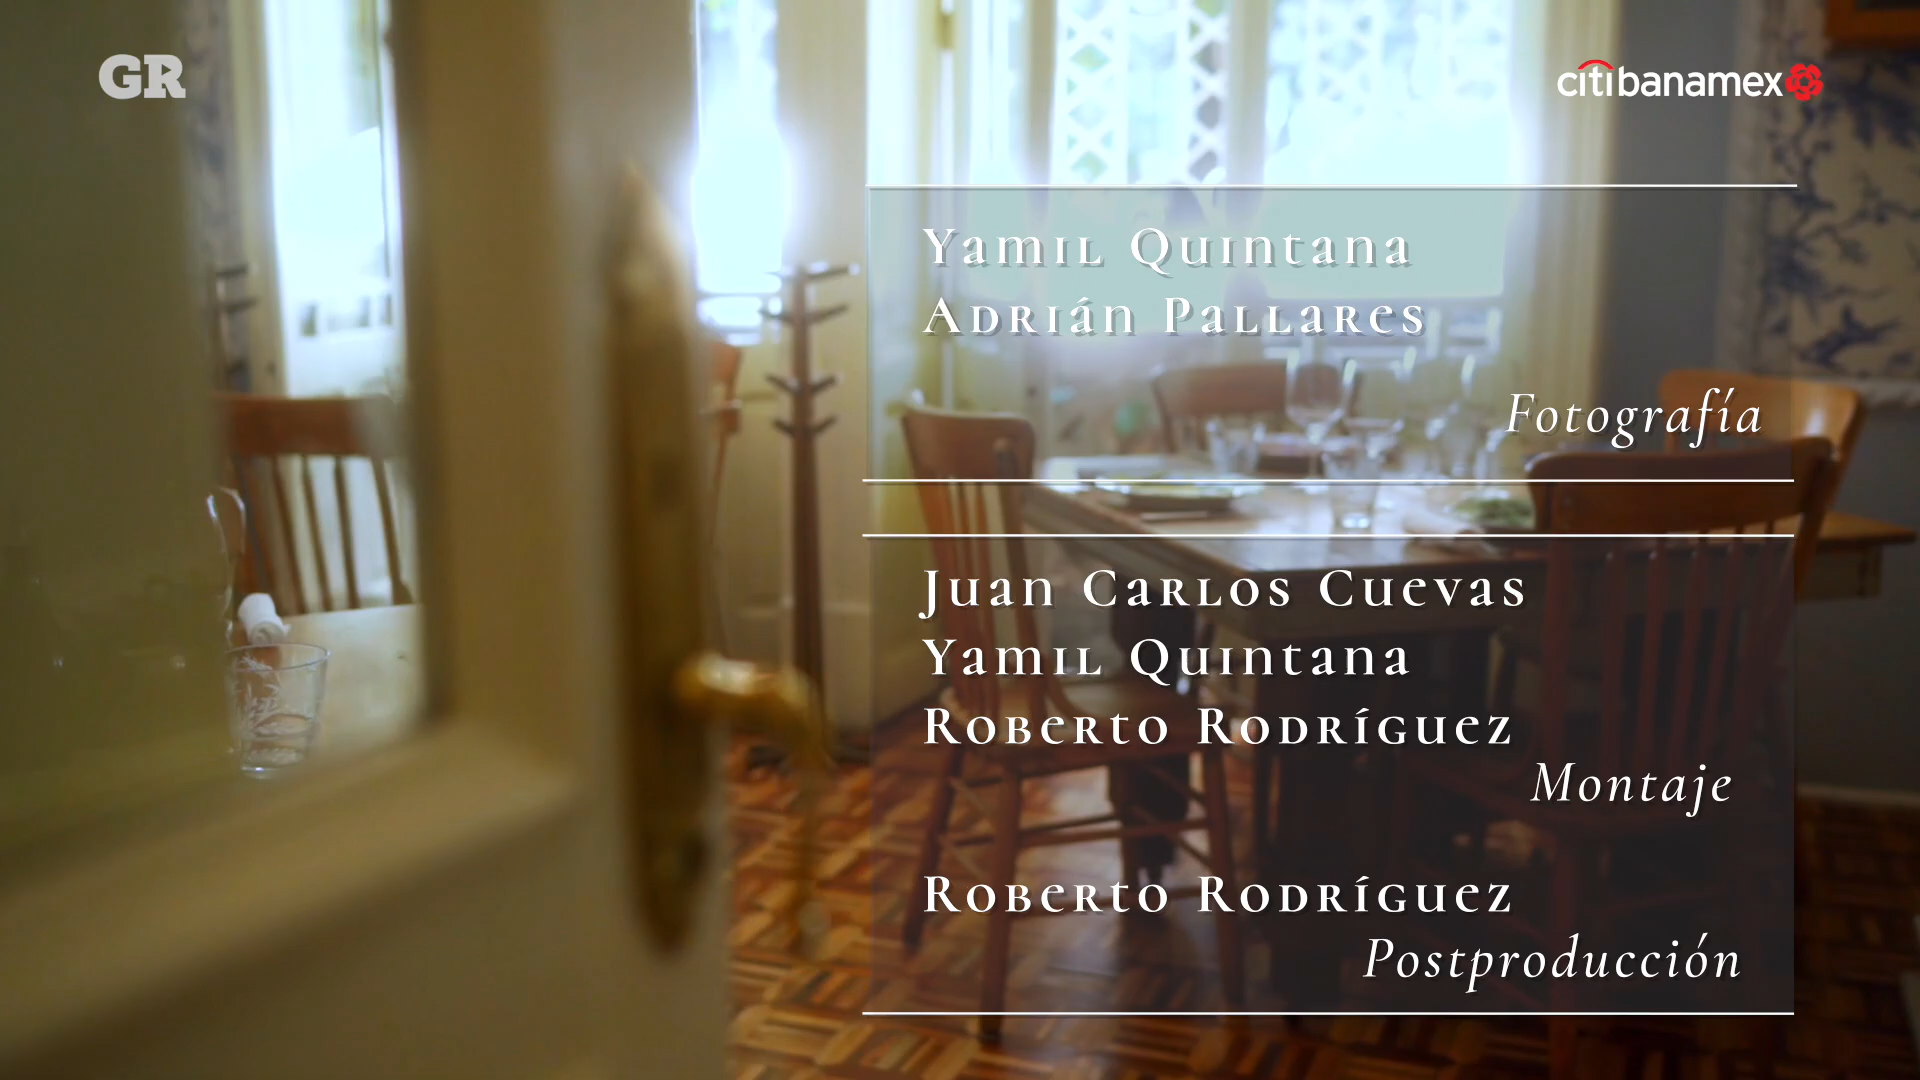 GR
citibanamex
Yamil Quintana
Adrián Pallares
Fotografía
Juan Carlos Cuevas
Yamil Quintana
Roberto Rodríguez
Montaje
Roberto Rodríguez
Postproducción